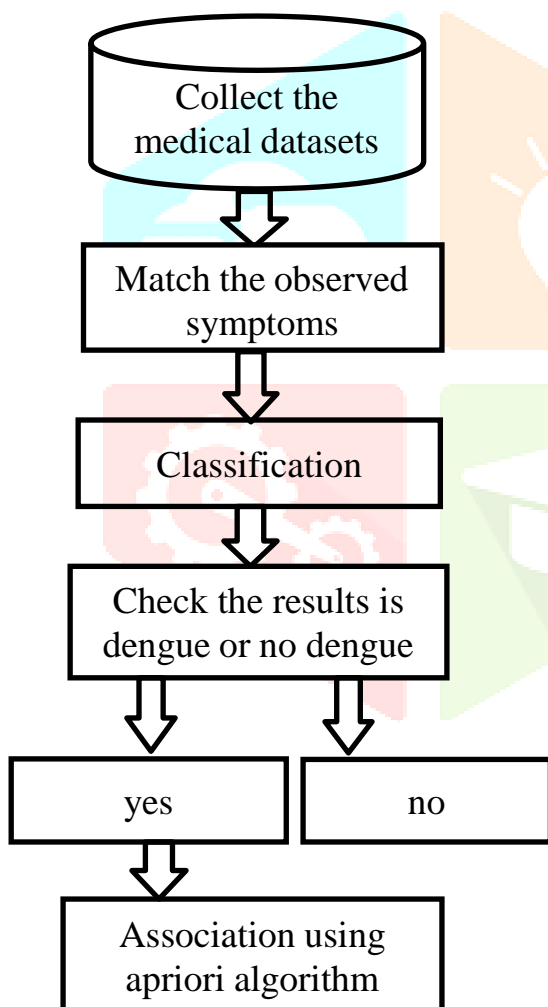 Collect the
medical datasets
Match the observed
symptoms
Classification
Check the results is
dengue or no dengue
yes
no
Association using
apriori algorithm